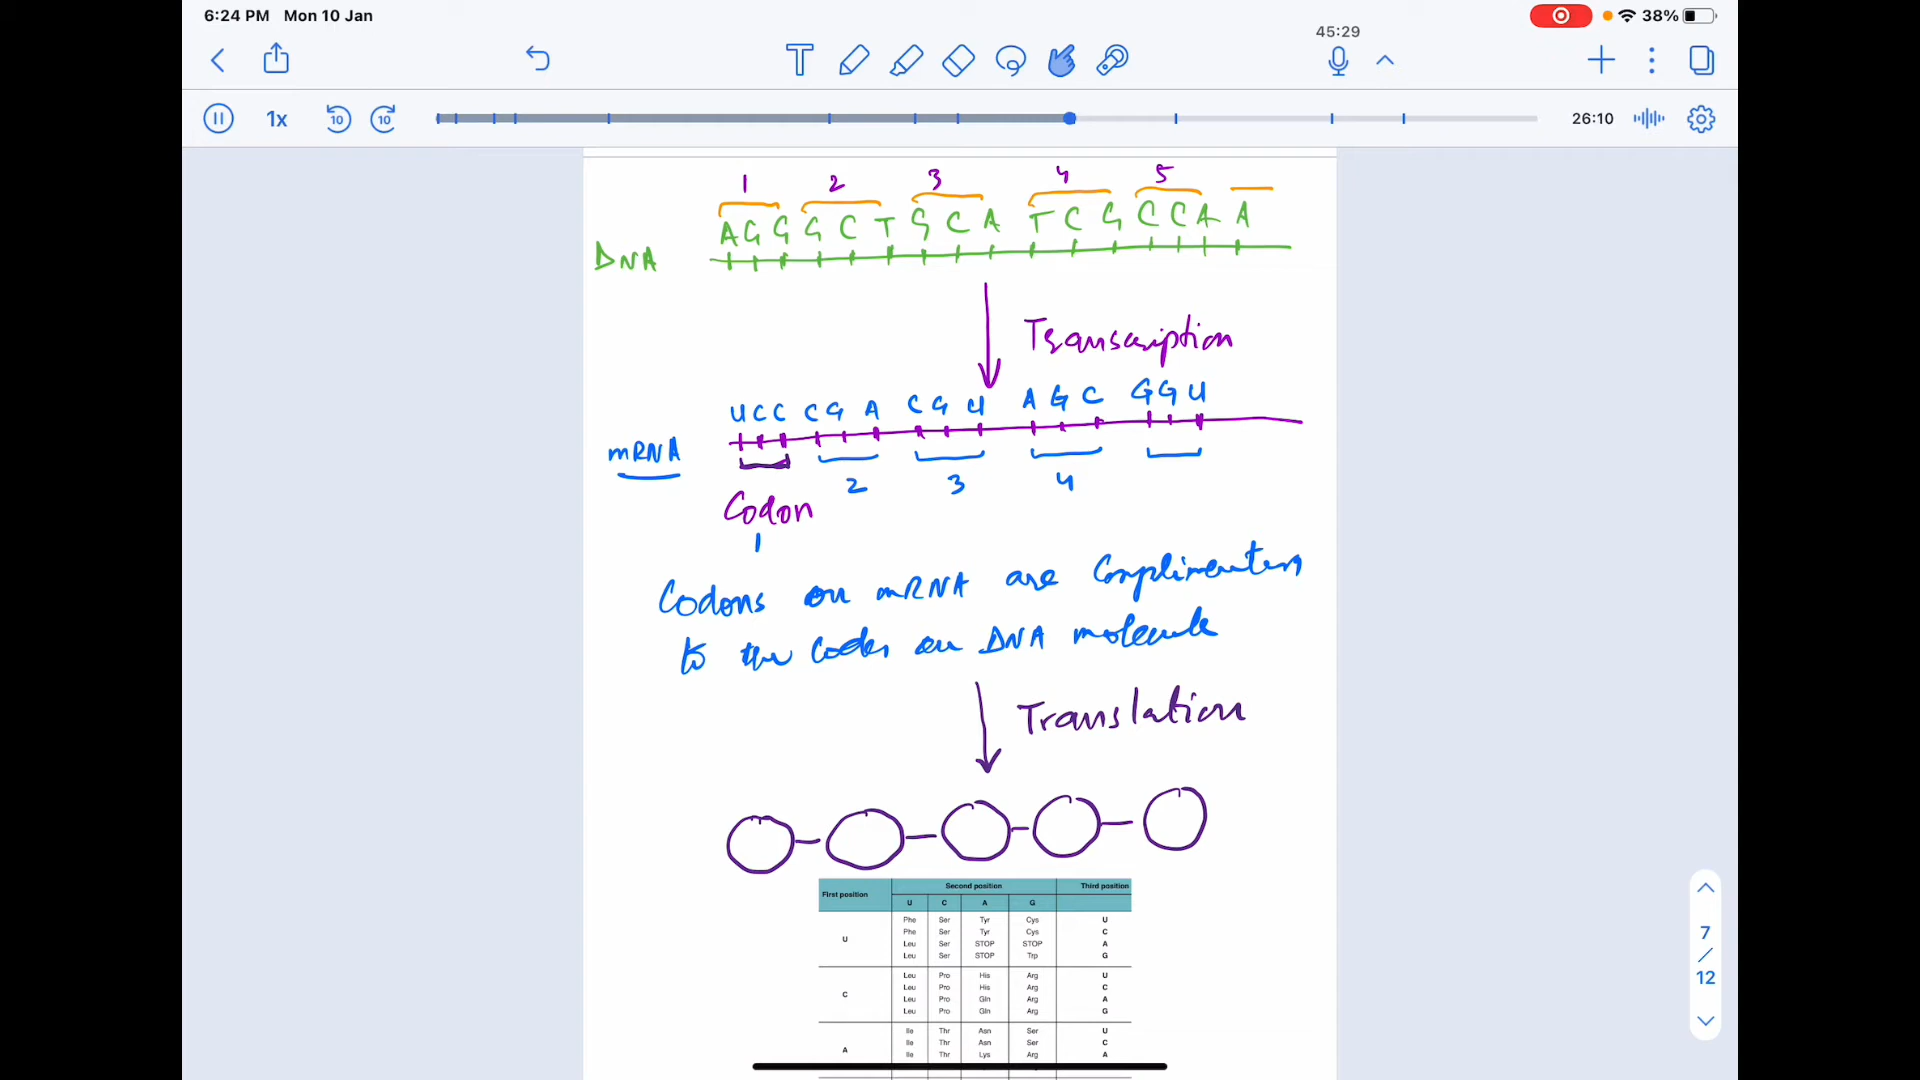 6:24 PM Mon 10 Jan
38%
45:29
T
1x
10
10
26:10
1 2 3 4 5
A G G G C T G C A T C G C C A A
DNA
Transcription
U C C C G A C G U A G C G G U
mRNA
2 3 4
Codon
1
Codons on mRNA are Complimentary
to the Codes on DNA molecule
Translation
First position Second position Third position
U C A G
Phe Ser Tyr Cys U
Phe Ser Tyr Cys C
U
Leu Ser STOP STOP A
Leu Ser STOP Trp G
Leu Pro His Arg U
Leu Pro His Arg C
C
Leu Pro Gln Arg A
Leu Pro Gln Arg G
Ile Thr Asn Ser U
Ile Thr Asn Ser C
A
Ile Thr Lys Arg A
7
/
12